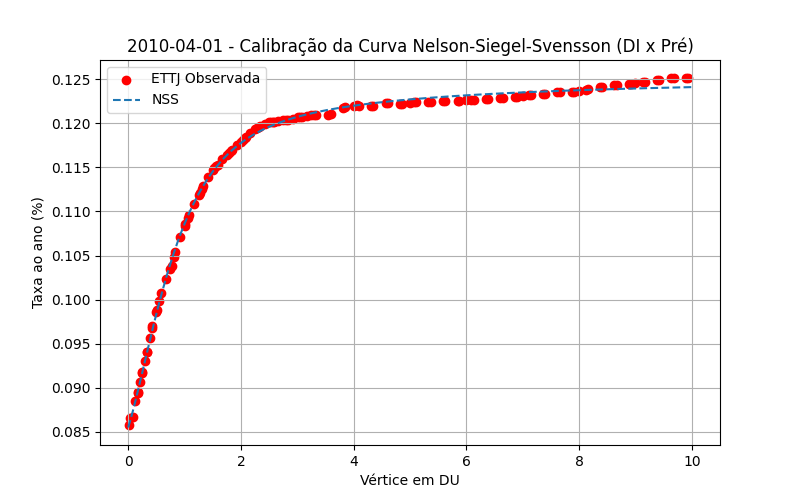 2010-04-01 - Calibração da Curva Nelson-Siegel-Svensson (DI x Pré)
ETTJ Observada
NSS
Taxa ao ano (%)
0.125
0.120
0.115
0.110
0.105
0.100
0.095
0.090
0.085
0 2 4 6 8 10
Vértice em DU